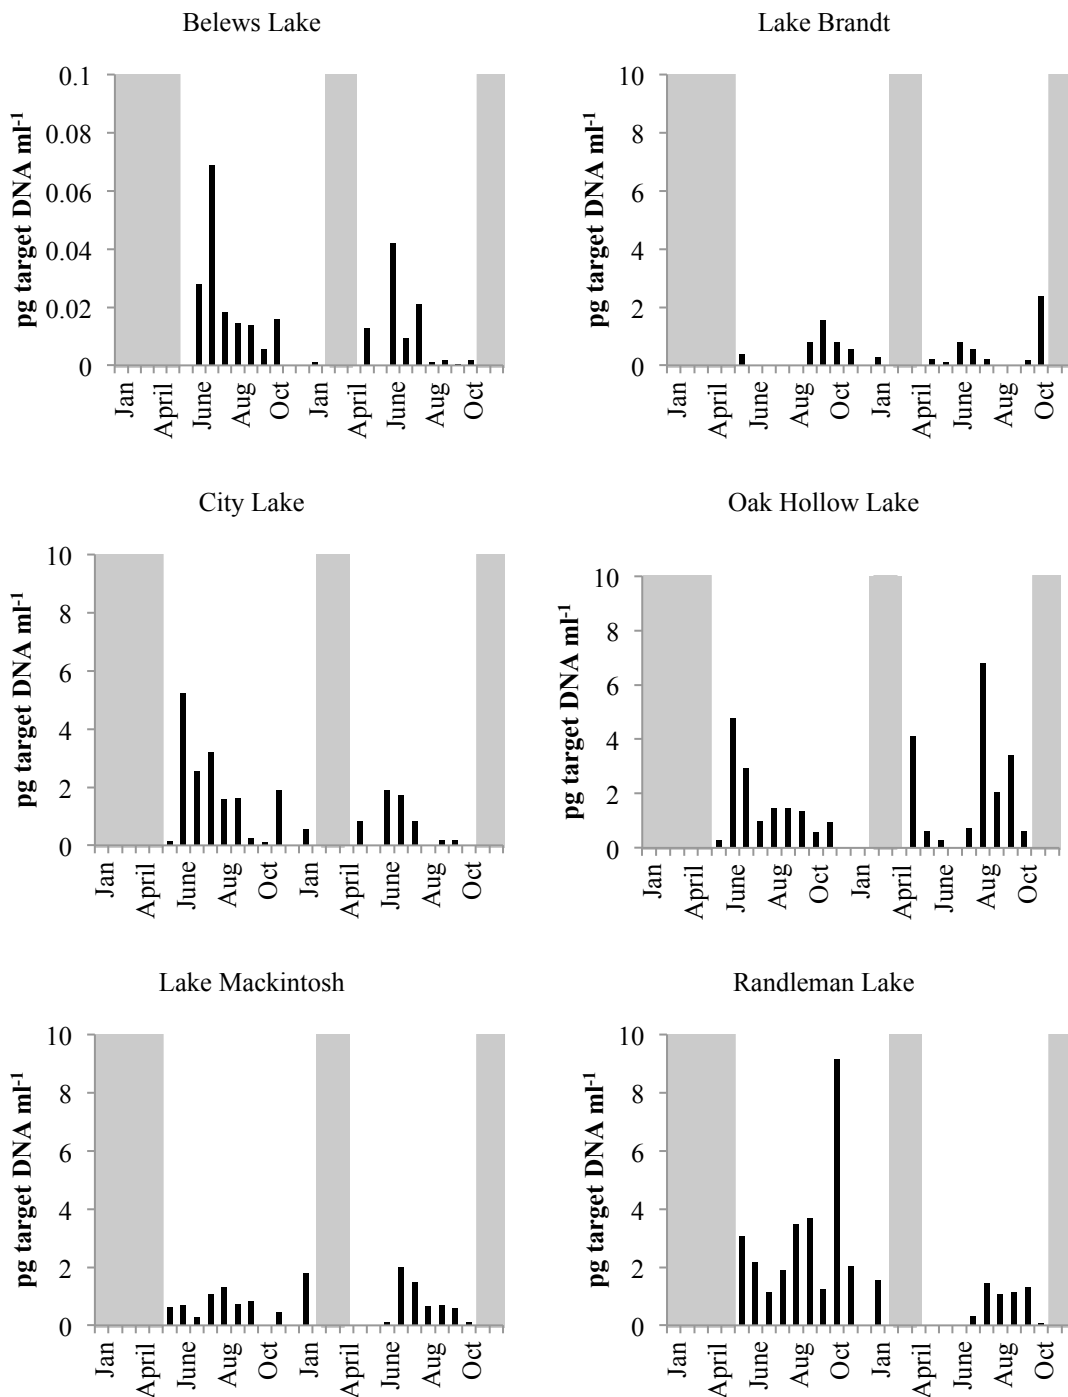 Belews Lake
pg target DNA ml-1
0.1
0.08
0.06
0.04
0.02
0
Jan
April
June
Aug
Oct
Jan
April
June
Aug
Oct
Lake Brandt
pg target DNA ml-1
10
8
6
4
2
0
Jan
April
June
Aug
Oct
Jan
April
June
Aug
Oct
City Lake
pg target DNA ml-1
10
8
6
4
2
0
Jan
April
June
Aug
Oct
Jan
April
June
Aug
Oct
Oak Hollow Lake
pg target DNA ml-1
10
8
6
4
2
0
Jan
April
June
Aug
Oct
Jan
April
June
Aug
Oct
Lake Mackintosh
pg target DNA ml-1
10
8
6
4
2
0
Jan
April
June
Aug
Oct
Jan
April
June
Aug
Oct
Randleman Lake
pg target DNA ml-1
10
8
6
4
2
0
Jan
April
June
Aug
Oct
Jan
April
June
Aug
Oct